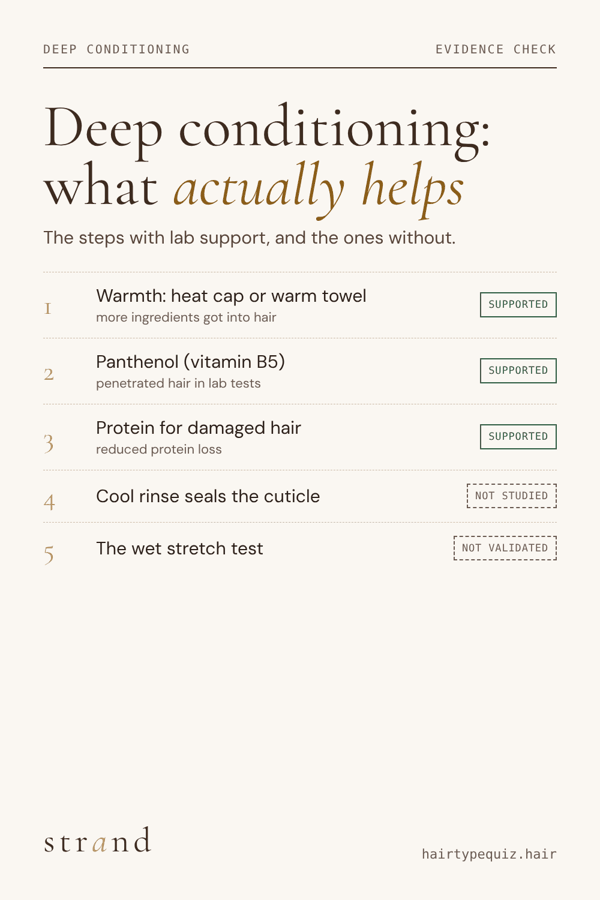 DEEP CONDITIONING
EVIDENCE CHECK
Deep conditioning:
what actually helps
The steps with lab support, and the ones without.
1
Warmth: heat cap or warm towel
more ingredients got into hair
SUPPORTED
2
Panthenol (vitamin B5)
penetrated hair in lab tests
SUPPORTED
3
Protein for damaged hair
reduced protein loss
SUPPORTED
4
Cool rinse seals the cuticle
NOT STUDIED
5
The wet stretch test
NOT VALIDATED
strand
hairtypequiz.hair